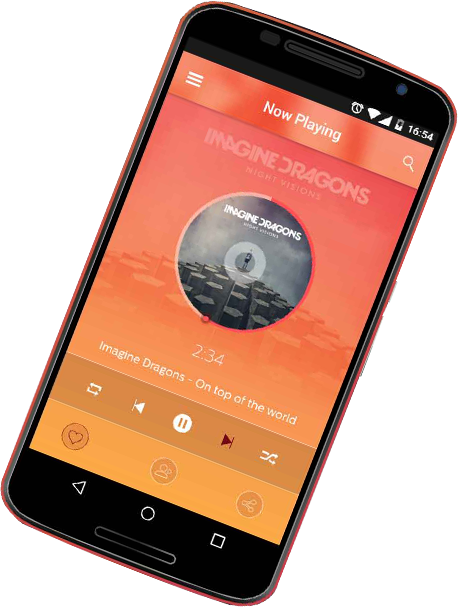 16:54
Now Playing
IMAGINE DRAGONS
NIGHT VISIONS
IMAGINE DRAGONS
NIGHT VISIONS
2:34
Imagine Dragons - On top of the world